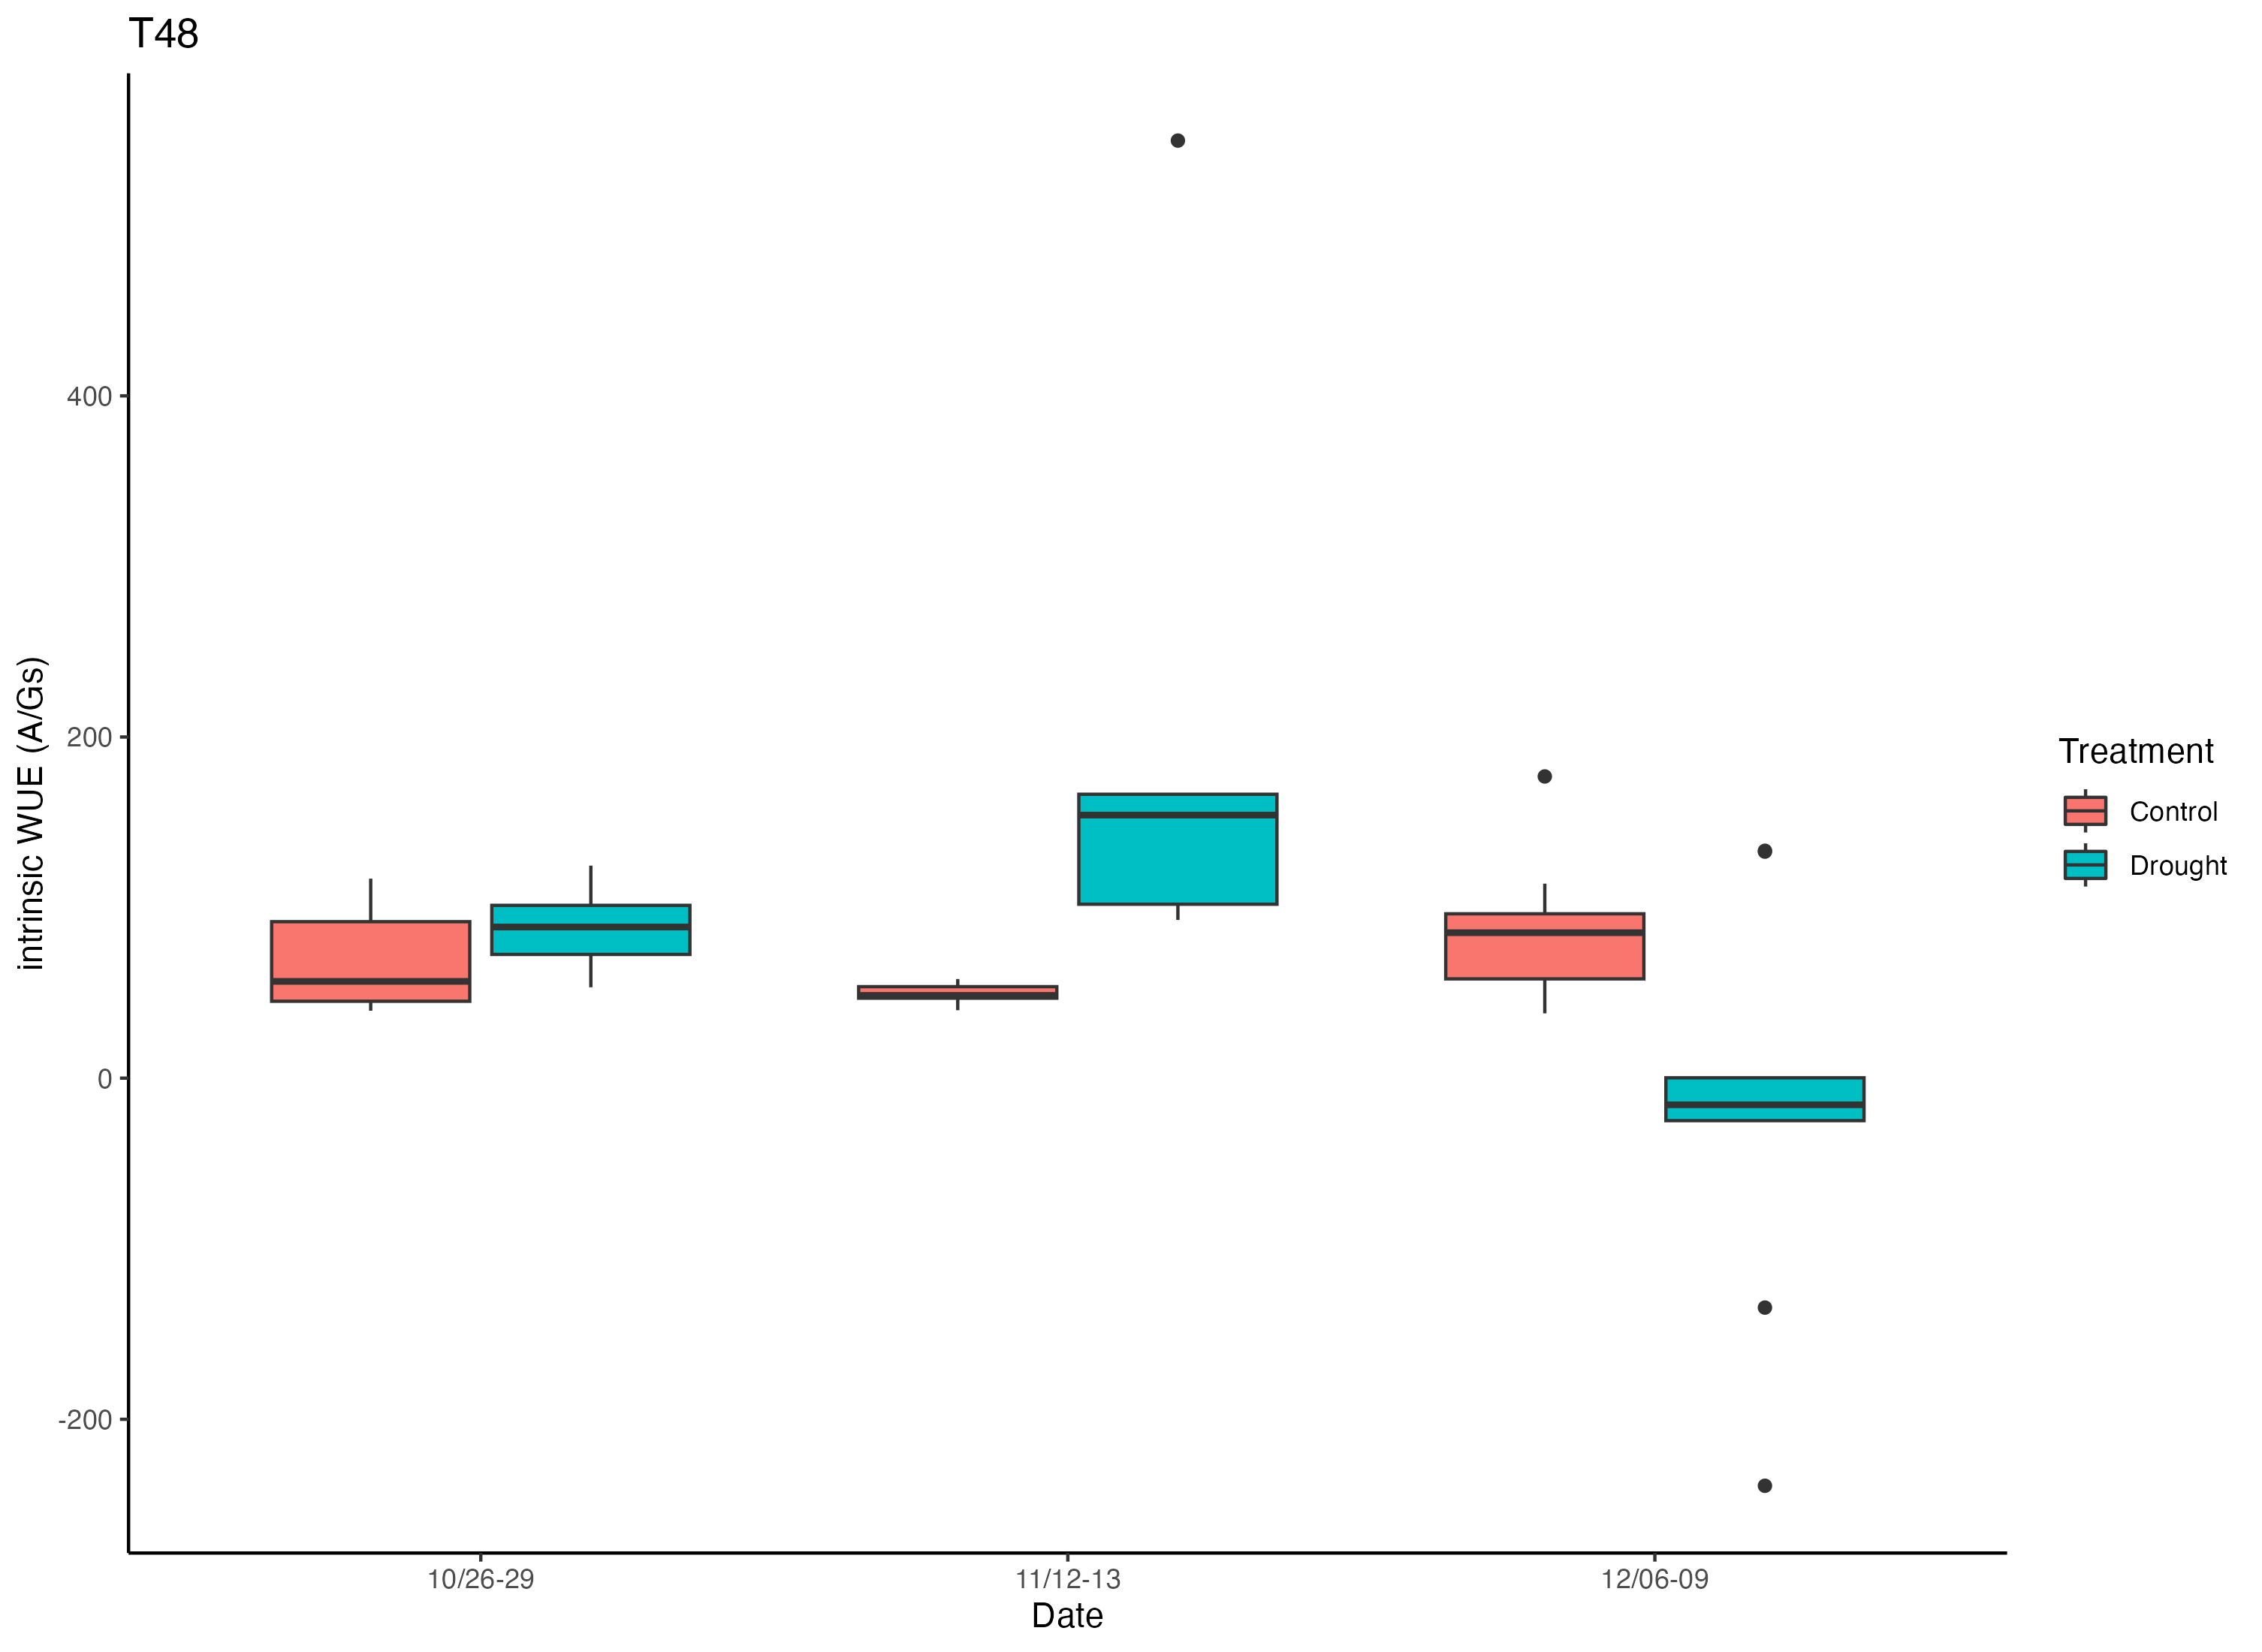 T48
intrinsic WUE (A/Gs)
400
200
0
-200
10/26-29
11/12-13
12/06-09
Date
Treatment
Control
Drought